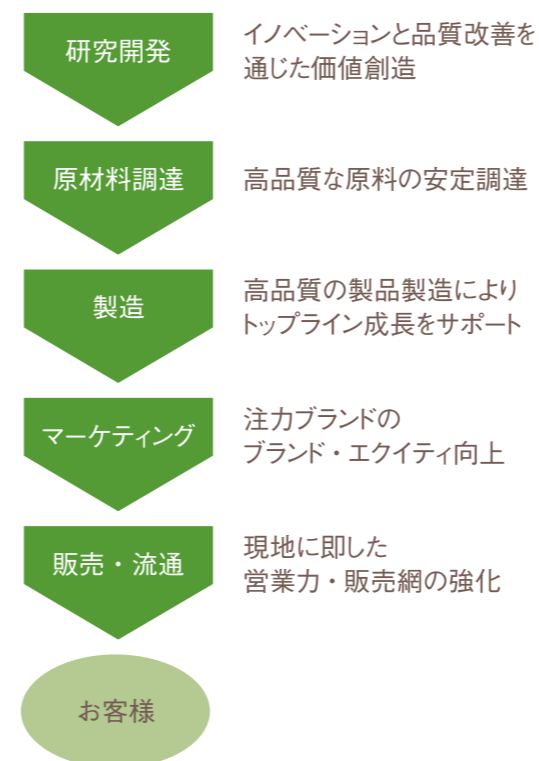 研究開発
イノベーションと品質改善を
通じた価値創造
原材料調達
高品質な原料の安定調達
製造
高品質の製品製造により
トップライン成長をサポート
マーケティング
注力ブランドの
ブランド・エクイティ向上
販売・流通
現地に即した
営業力・販売網の強化
お客様